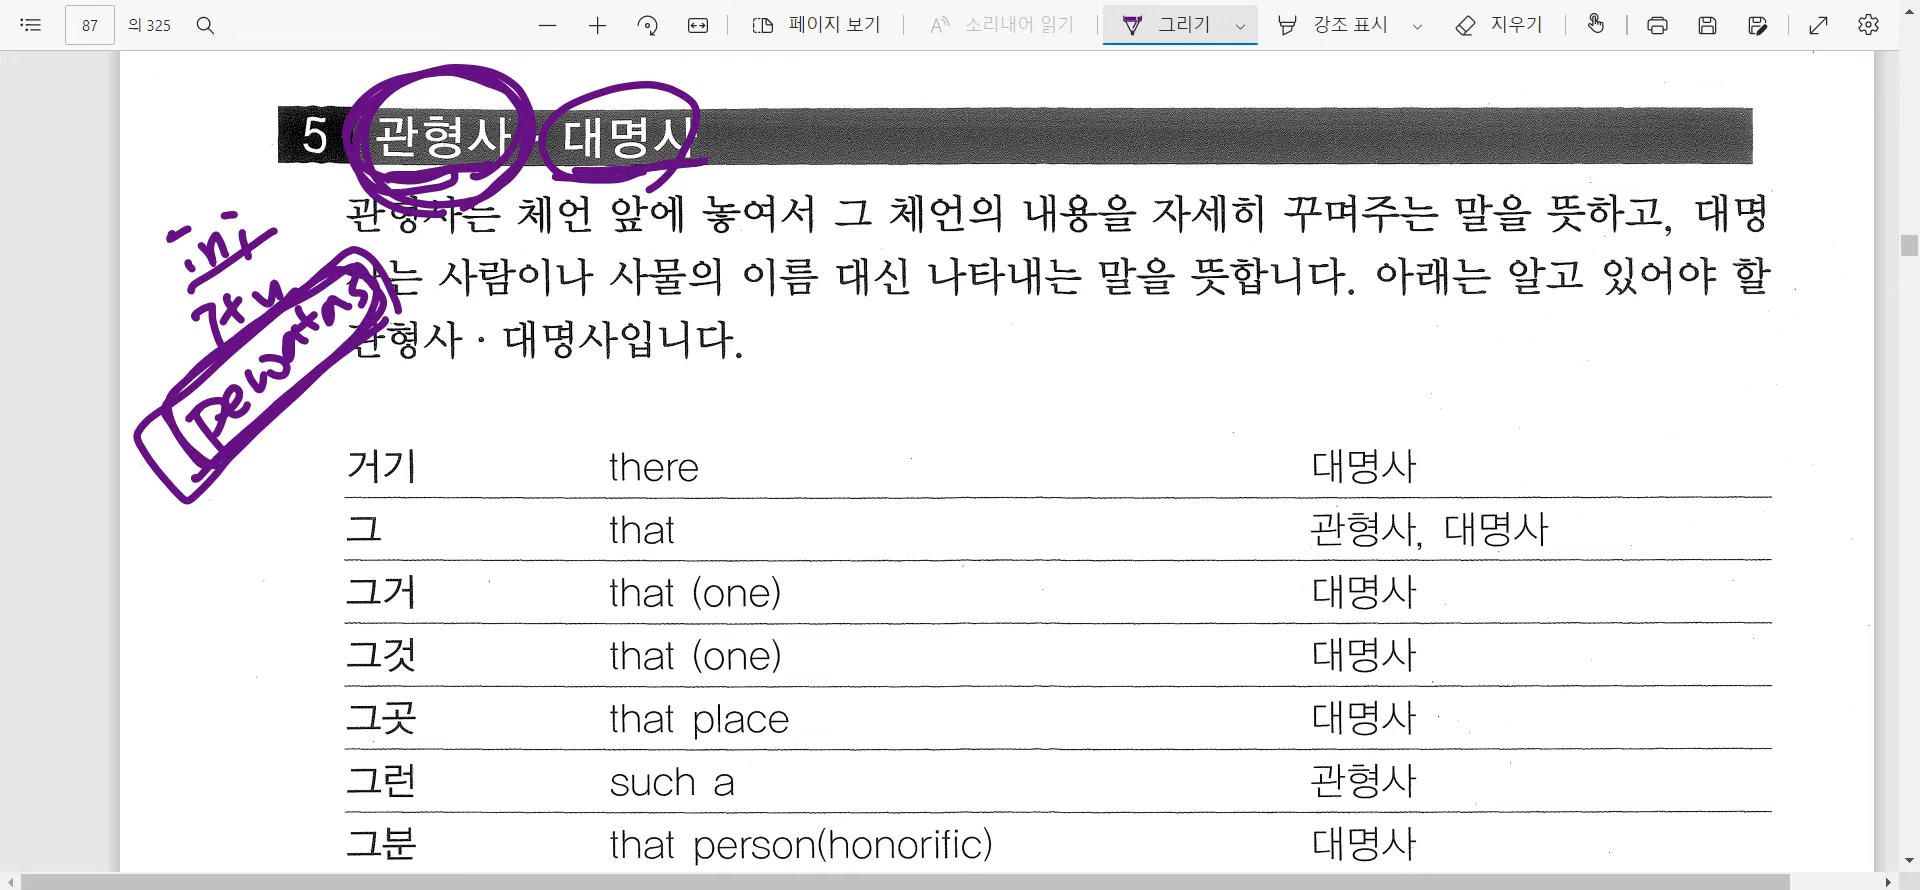 87 의 325 페이지 보기 소리내어 읽기 그리기 강조 표시 지우기
5 관형사·대명사
관형사는 체언 앞에 놓여서 그 체언의 내용을 자세히 꾸며주는 말을 뜻하고, 대명
사는 사람이나 사물의 이름 대신 나타내는 말을 뜻합니다. 아래는 알고 있어야 할
관형사·대명사입니다.
ini
거기 there 대명사
그 that 관형사, 대명사
그거 that (one) 대명사
그것 that (one) 대명사
그곳 that place 대명사
그런 such a 관형사
그분 that person(honorific) 대명사